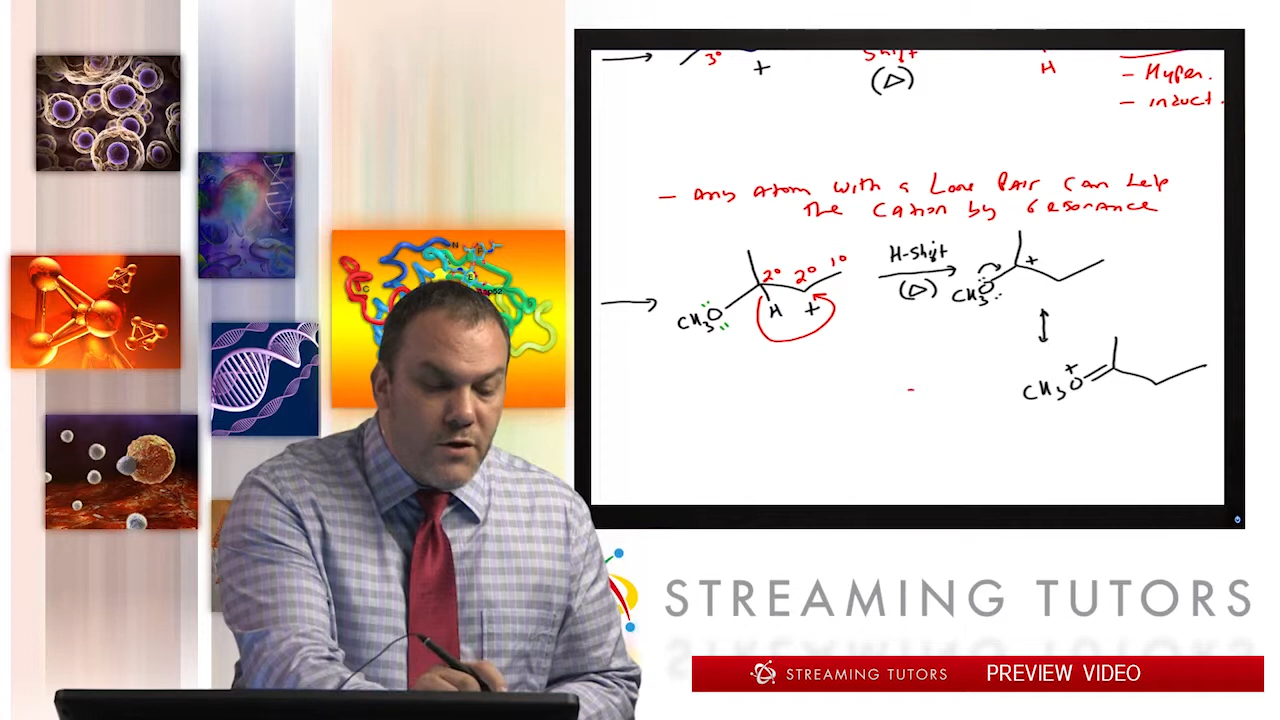 3° + Shift (Δ) H
- Hyper.
- induct.
- Any Atom with a Lone Pair can help
the cation by resonance
2° 2° 1°
H-Shift
(Δ)
CH3O H +
CH3O +
CH3O +
N
C
STREAMING TUTORS
STREAMING TUTORS PREVIEW VIDEO